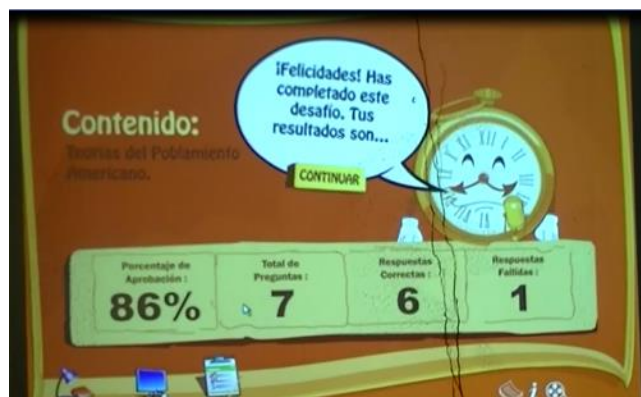 ¡Felicidades! Has
completado este
desafío. Tus
resultados son...
CONTINUAR
Contenido:
Teorías del Poblamiento
Americano.
Porcentaje de
Aprobación :
86%
Total de
Preguntas :
7
Respuestas
Correctas :
6
Respuestas
Fallidas :
1